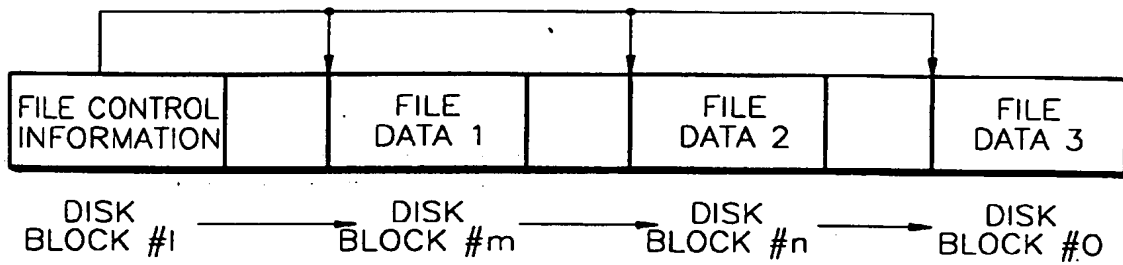 FILE CONTROL INFORMATION
FILE DATA 1
FILE DATA 2
FILE DATA 3
DISK BLOCK #l
DISK BLOCK #m
DISK BLOCK #n
DISK BLOCK #O